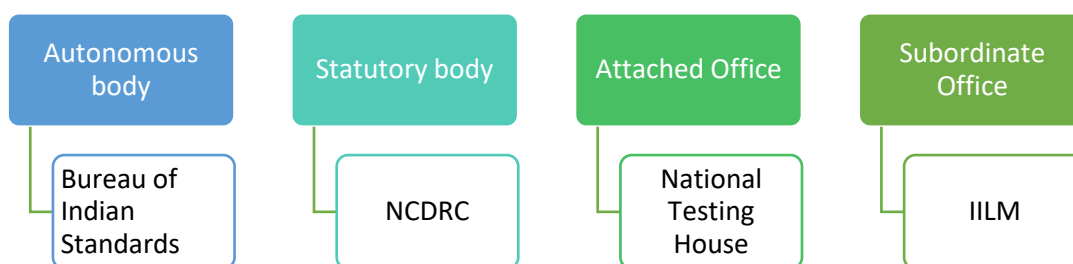 Autonomous
body
Bureau of
Indian
Standards
Statutory body
NCDRC
Attached Office
National
Testing
House
Subordinate
Office
IILM